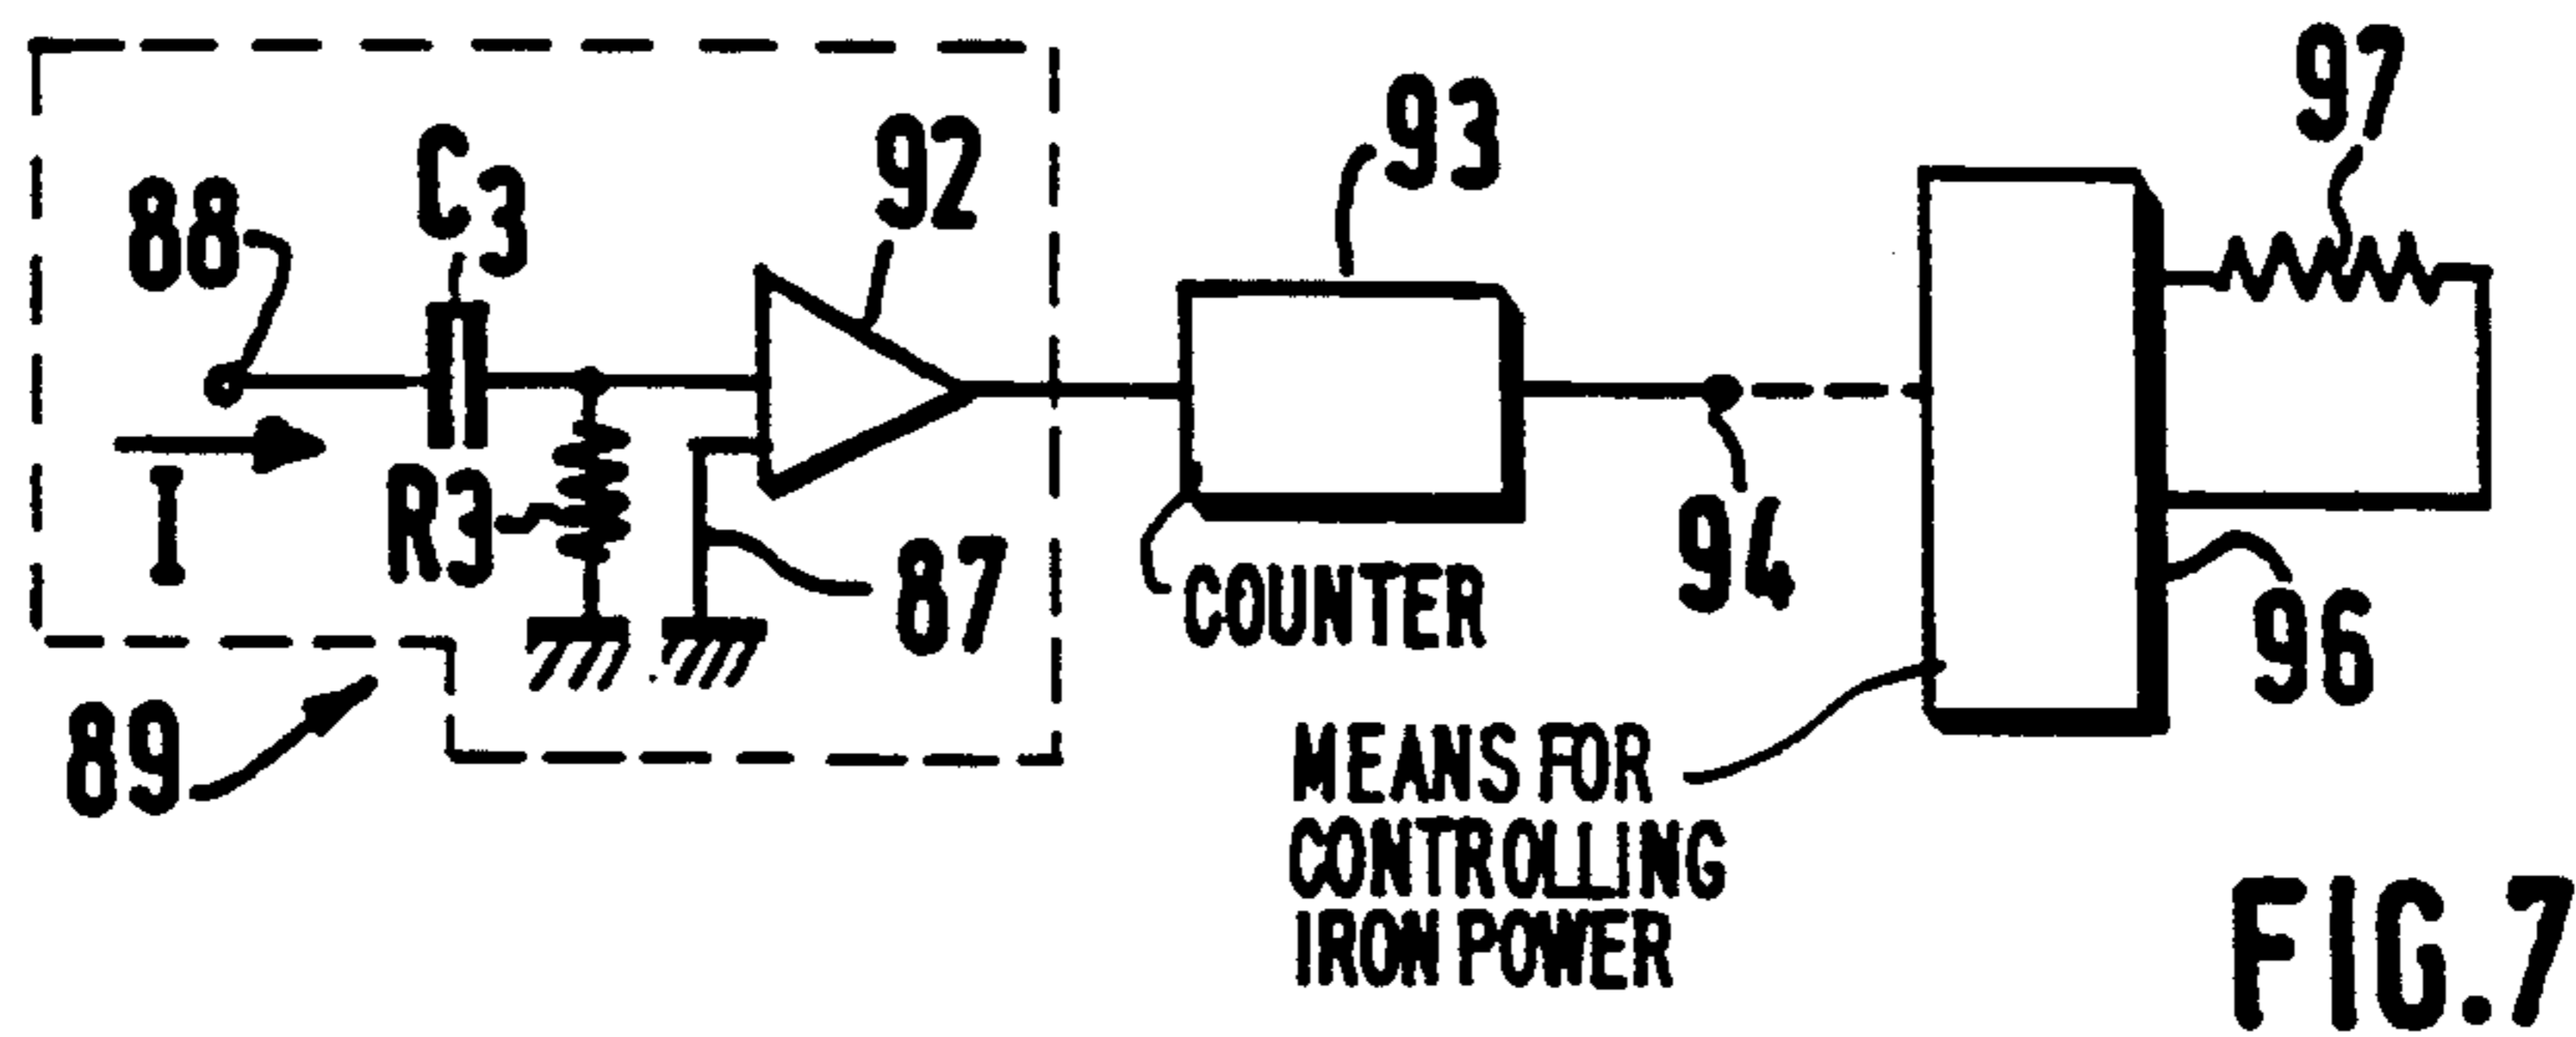 97
93
92
C3
88
I
R3
87
94
COUNTER
96
89
MEANS FOR
CONTROLLING
IRON POWER
FIG.7